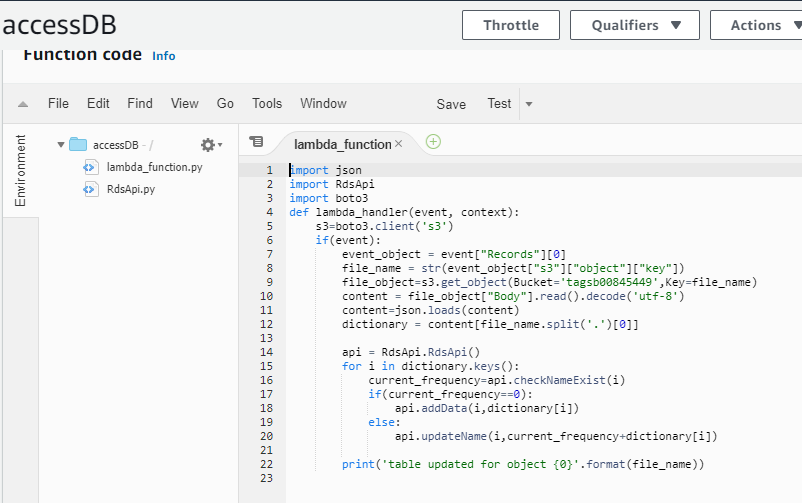 accessDB
Throttle
Qualifiers
Actions
Function code Info
File Edit Find View Go Tools Window Save Test
Environment
accessDB - /
lambda_function.py
RdsApi.py
lambda_function
1 import json
2 import RdsApi
3 import boto3
4 def lambda_handler(event, context):
5     s3=boto3.client('s3')
6     if(event):
7         event_object = event["Records"][0]
8         file_name = str(event_object["s3"]["object"]["key"])
9         file_object=s3.get_object(Bucket='tagsb00845449',Key=file_name)
10         content = file_object["Body"].read().decode('utf-8')
11         content=json.loads(content)
12         dictionary = content[file_name.split('.')[0]]
13
14         api = RdsApi.RdsApi()
15         for i in dictionary.keys():
16             current_frequency=api.checkNameExist(i)
17             if(current_frequency==0):
18                 api.addData(i,dictionary[i])
19             else:
20                 api.updateName(i,current_frequency+dictionary[i])
21
22         print('table updated for object {0}'.format(file_name))
23